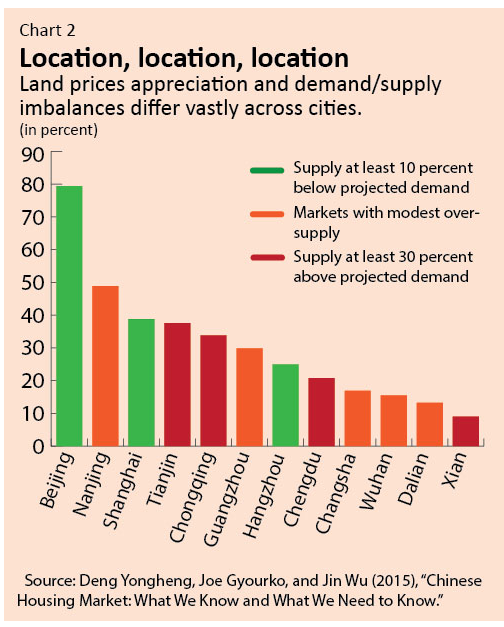 Chart 2
Location, location, location
Land prices appreciation and demand/supply
imbalances differ vastly across cities.
(in percent)
90
80
70
60
50
40
30
20
10
0
Supply at least 10 percent
below projected demand
Markets with modest over-
supply
Supply at least 30 percent
above projected demand
Beijing
Nanjing
Shanghai
Tianjin
Chongqing
Guangzhou
Hangzhou
Chengdu
Changsha
Wuhan
Dalian
Xian
Source: Deng Yongheng, Joe Gyourko, and Jin Wu (2015), “Chinese
Housing Market: What We Know and What We Need to Know.”